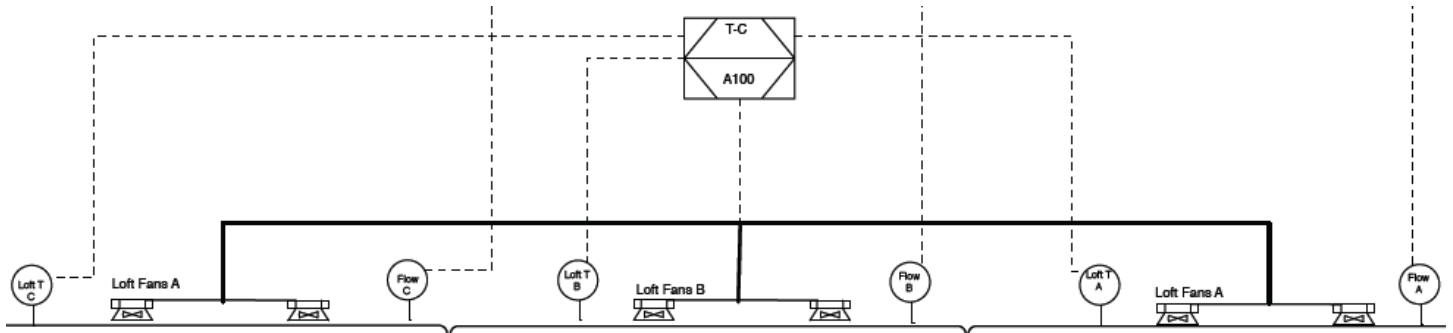 T-C
A100
Loft T
C
Loft Fans A
Flow
C
Loft T
B
Loft Fans B
Flow
B
Loft T
A
Loft Fans A
Flow
A